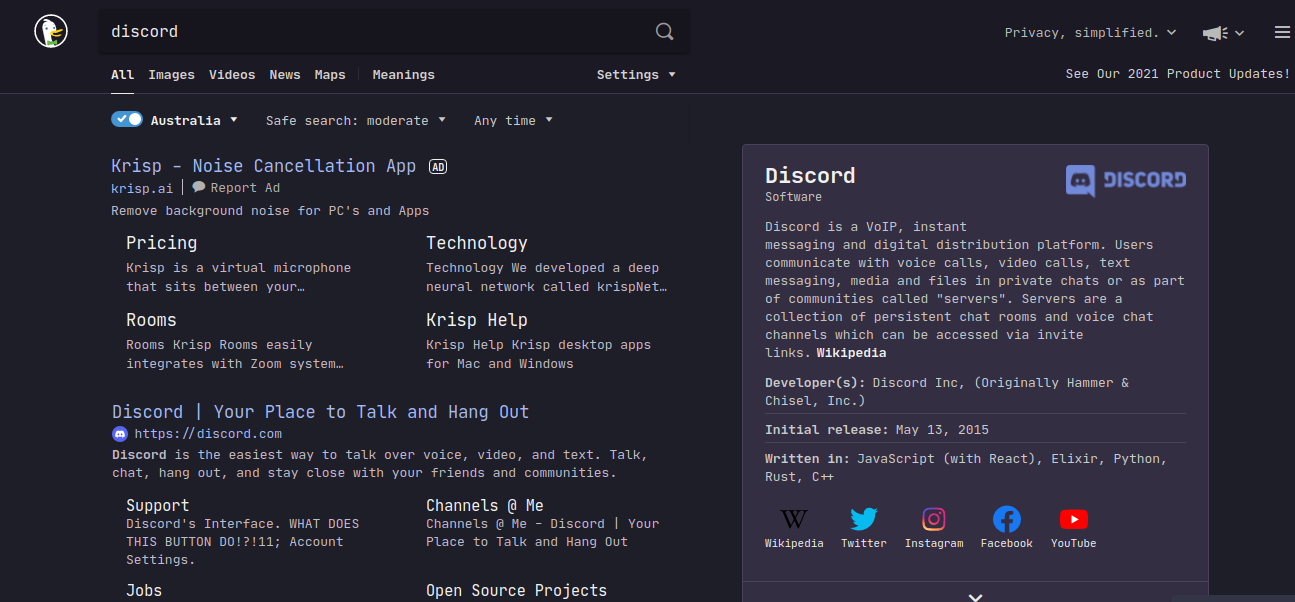 discord
Privacy, simplified.
All Images Videos News Maps Meanings Settings
See Our 2021 Product Updates!
Australia Safe search: moderate Any time
Krisp - Noise Cancellation App AD
krisp.ai Report Ad
Remove background noise for PC's and Apps
Pricing
Krisp is a virtual microphone
that sits between your…
Technology
Technology We developed a deep
neural network called krispNet…
Rooms
Rooms Krisp Rooms easily
integrates with Zoom system…
Krisp Help
Krisp Help Krisp desktop apps
for Mac and Windows
Discord | Your Place to Talk and Hang Out
https://discord.com
Discord is the easiest way to talk over voice, video, and text. Talk,
chat, hang out, and stay close with your friends and communities.
Support
Discord's Interface. WHAT DOES
THIS BUTTON DO!?!11; Account
Settings.
Channels @ Me
Channels @ Me - Discord | Your
Place to Talk and Hang Out
Jobs
Open Source Projects
Discord
Software
DISCORD
Discord is a VoIP, instant
messaging and digital distribution platform. Users
communicate with voice calls, video calls, text
messaging, media and files in private chats or as part
of communities called "servers". Servers are a
collection of persistent chat rooms and voice chat
channels which can be accessed via invite
links. Wikipedia
Developer(s): Discord Inc, (Originally Hammer &
Chisel, Inc.)
Initial release: May 13, 2015
Written in: JavaScript (with React), Elixir, Python,
Rust, C++
W
Wikipedia Twitter Instagram Facebook YouTube